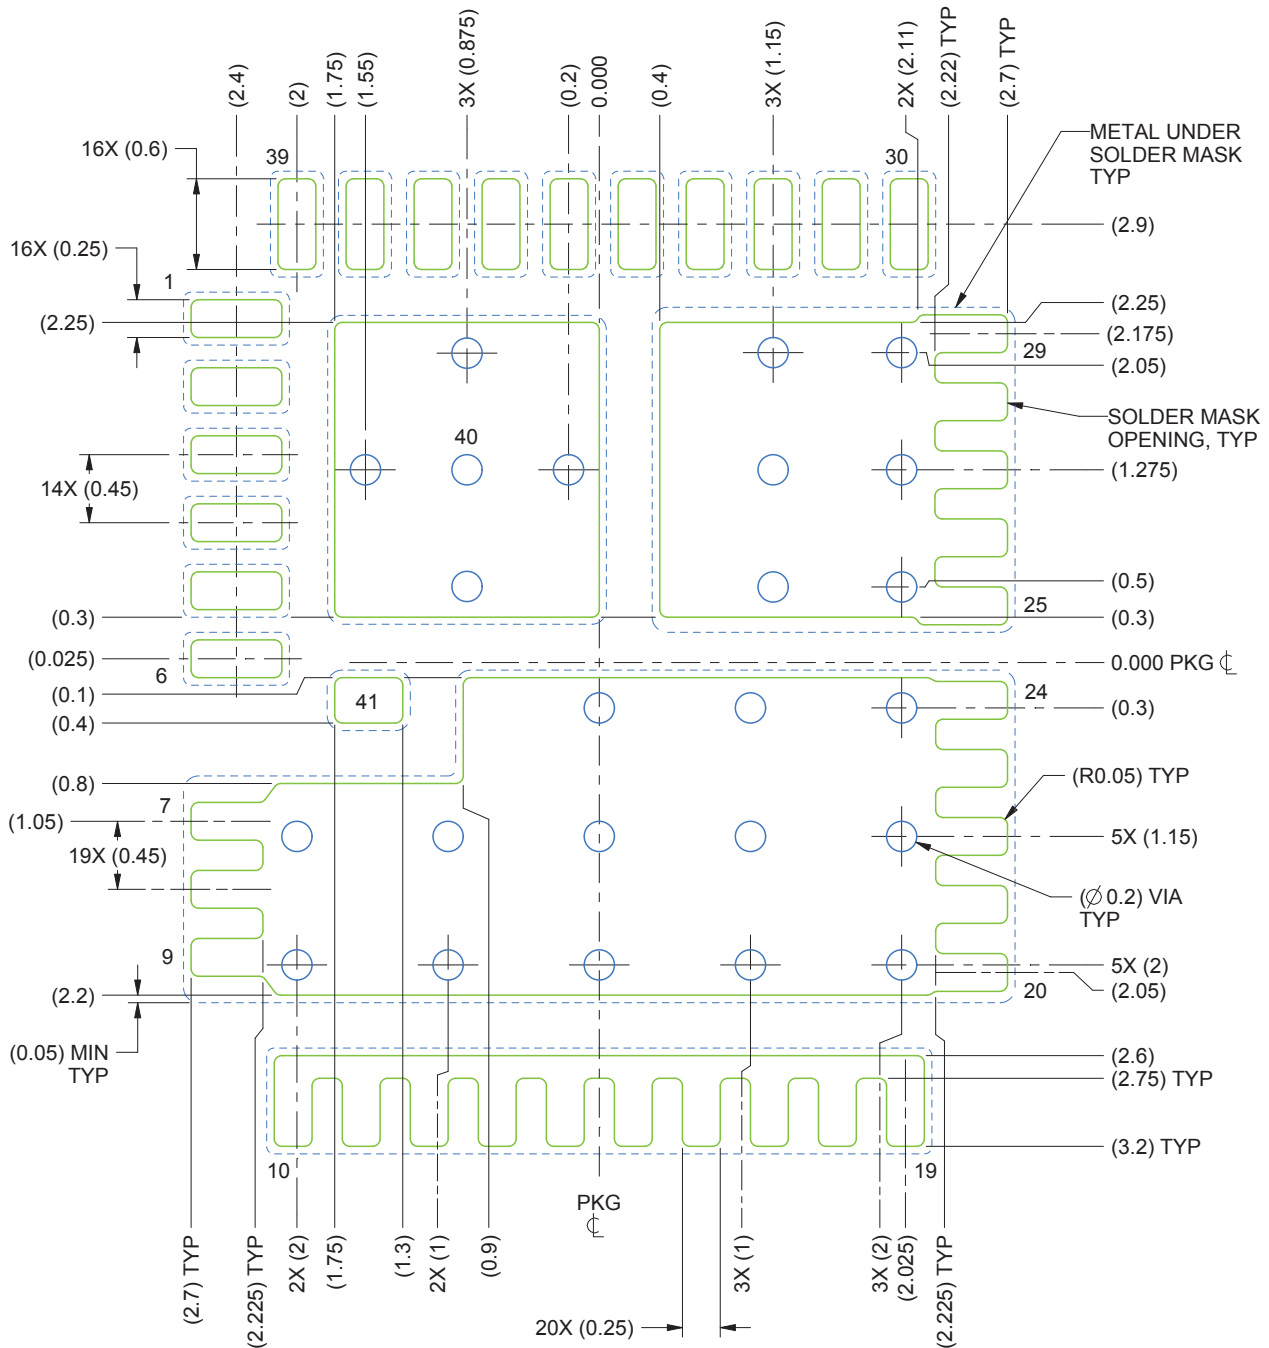 (2.4)
(2)
(1.75)
(1.55)
3X (0.875)
(0.2)
0.000
(0.4)
3X (1.15)
2X (2.11)
(2.22) TYP
(2.7) TYP
METAL UNDER
SOLDER MASK
TYP
16X (0.6)
39
30
(2.9)
16X (0.25)
1
(2.25)
(2.25)
(2.175)
29
(2.05)
SOLDER MASK
OPENING, TYP
40
(1.275)
14X (0.45)
(0.5)
25
(0.3)
(0.3)
(0.025)
6
0.000 PKG ℄
(0.1)
41
24
(0.3)
(0.4)
(0.8)
7
(R0.05) TYP
(1.05)
5X (1.15)
19X (0.45)
(∅ 0.2) VIA
TYP
9
5X (2)
(2.05)
20
(2.2)
(0.05) MIN
TYP
(2.6)
(2.75) TYP
(3.2) TYP
10
19
PKG
℄
(2.7) TYP
(2.225) TYP
2X (2)
(1.75)
(1.3)
2X (1)
(0.9)
3X (1)
3X (2)
(2.025)
(2.225) TYP
20X (0.25)